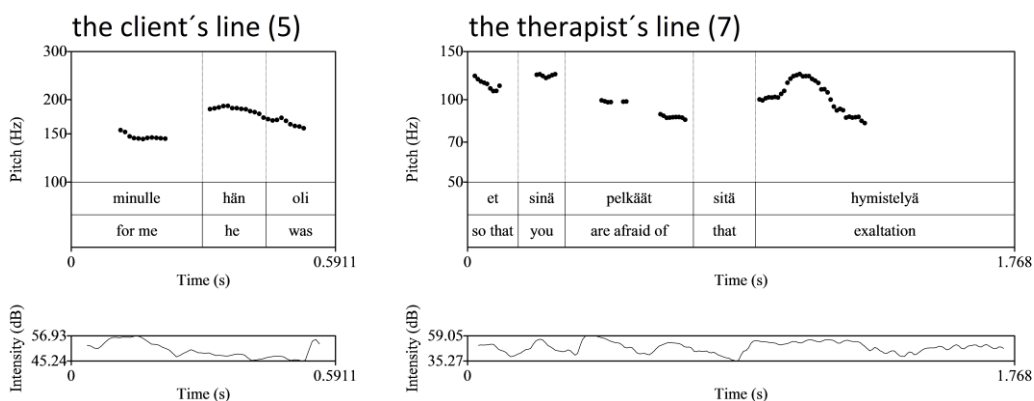 the client´s line (5)
300
200
150
100
Pitch (Hz)
minulle hän oli
for me he was
0 0.5911
Time (s)
56.93
45.24
Intensity (dB)
0 0.5911
Time (s)
the therapist´s line (7)
150
100
70
50
Pitch (Hz)
et sinä pelkäät sitä hymistelyä
so that you are afraid of that exaltation
0 1.768
Time (s)
59.05
35.27
Intensity (dB)
0 1.768
Time (s)